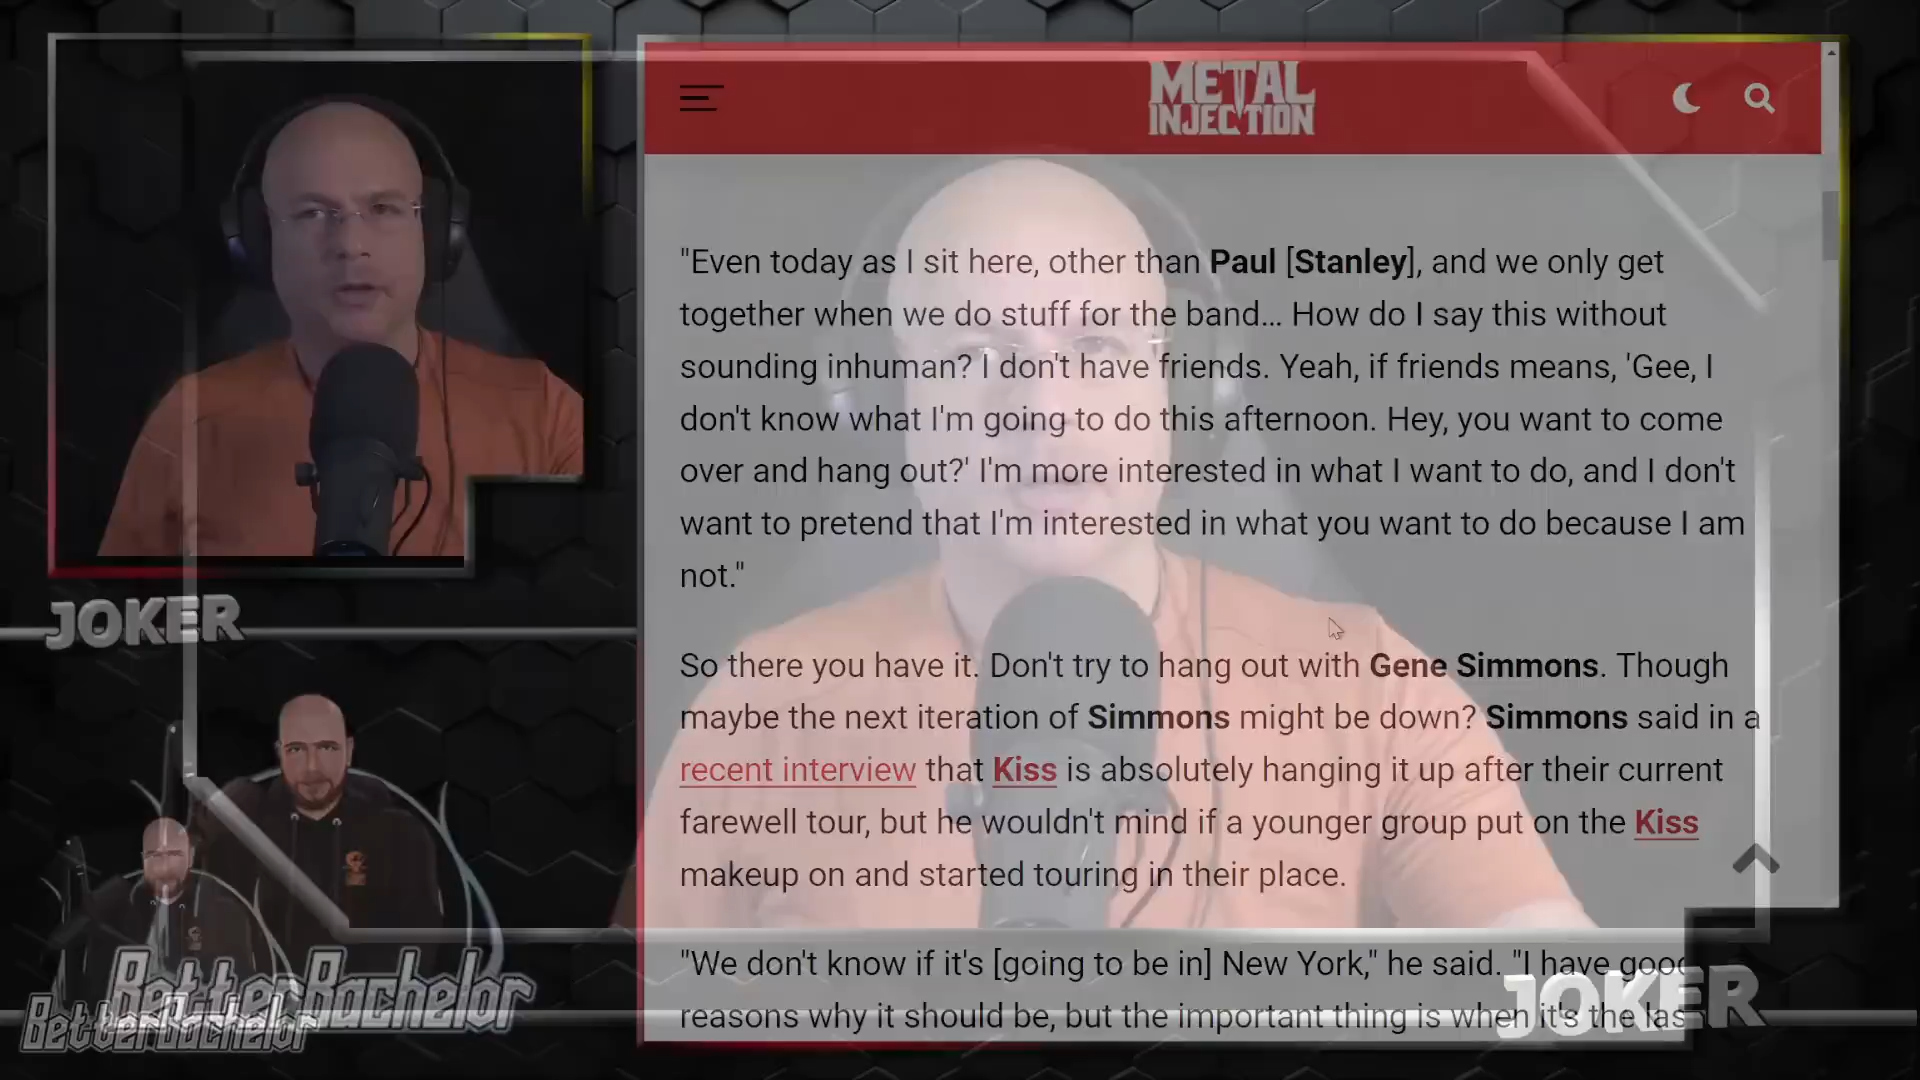 METAL
INJECTION
"Even today as I sit here, other than Paul [Stanley], and we only get
together when we do stuff for the band... How do I say this without
sounding inhuman? I don't have friends. Yeah, if friends means, 'Gee, I
don't know what I'm going to do this afternoon. Hey, you want to come
over and hang out?' I'm more interested in what I want to do, and I don't
want to pretend that I'm interested in what you want to do because I am
not."
So there you have it. Don't try to hang out with Gene Simmons. Though
maybe the next iteration of Simmons might be down? Simmons said in a
recent interview that Kiss is absolutely hanging it up after their current
farewell tour, but he wouldn't mind if a younger group put on the Kiss
makeup on and started touring in their place.
"We don't know if it's [going to be in] New York," he said. "I have good
reasons why it should be, but the important thing is when it's the las
JOKER
Better Bachelor
Better Bachelor
JOKER